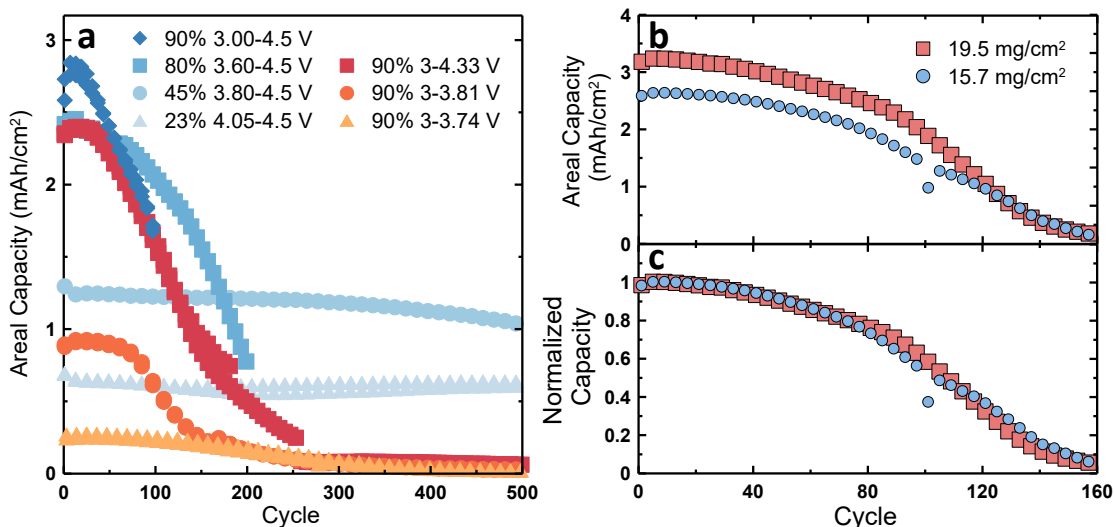 a
90% 3.00-4.5 V
80% 3.60-4.5 V
45% 3.80-4.5 V
23% 4.05-4.5 V
90% 3-4.33 V
90% 3-3.81 V
90% 3-3.74 V
Areal Capacity (mAh/cm²)
3
2
1
0
0 100 200 300 400 500
Cycle
b
19.5 mg/cm²
15.7 mg/cm²
Areal Capacity
(mAh/cm²)
4
3
2
1
0
c
Normalized
Capacity
1
0.8
0.6
0.4
0.2
0
0 40 80 120 160
Cycle